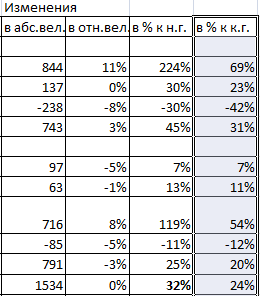 Изменения
в абс.вел. в отн.вел. в % к н.г. в % к к.г.
844 11% 224% 69%
137 0% 30% 23%
-238 -8% -30% -42%
743 3% 45% 31%
97 -5% 7% 7%
63 -1% 13% 11%
716 8% 119% 54%
-85 -5% -11% -12%
791 -3% 25% 20%
1534 0% 32% 24%